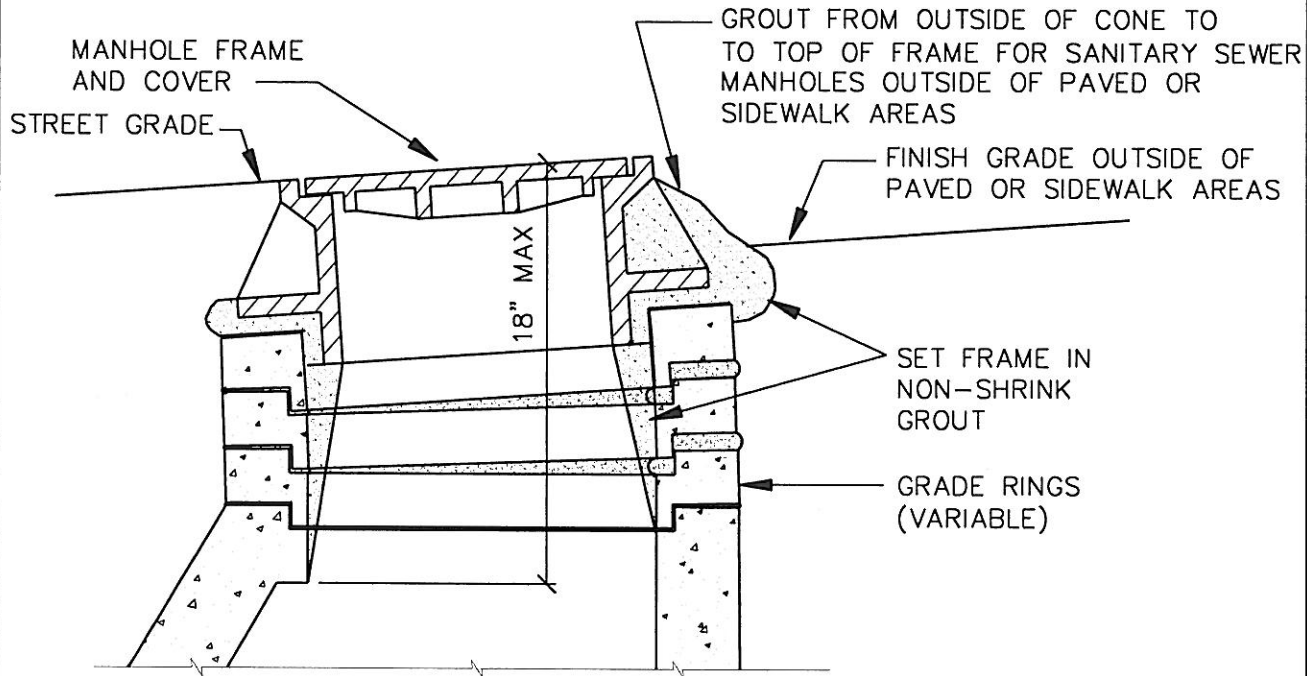 MANHOLE FRAME
AND COVER
STREET GRADE
GROUT FROM OUTSIDE OF CONE TO
TO TOP OF FRAME FOR SANITARY SEWER
MANHOLES OUTSIDE OF PAVED OR
SIDEWALK AREAS
FINISH GRADE OUTSIDE OF
PAVED OR SIDEWALK AREAS
18" MAX
SET FRAME IN
NON-SHRINK
GROUT
GRADE RINGS
(VARIABLE)